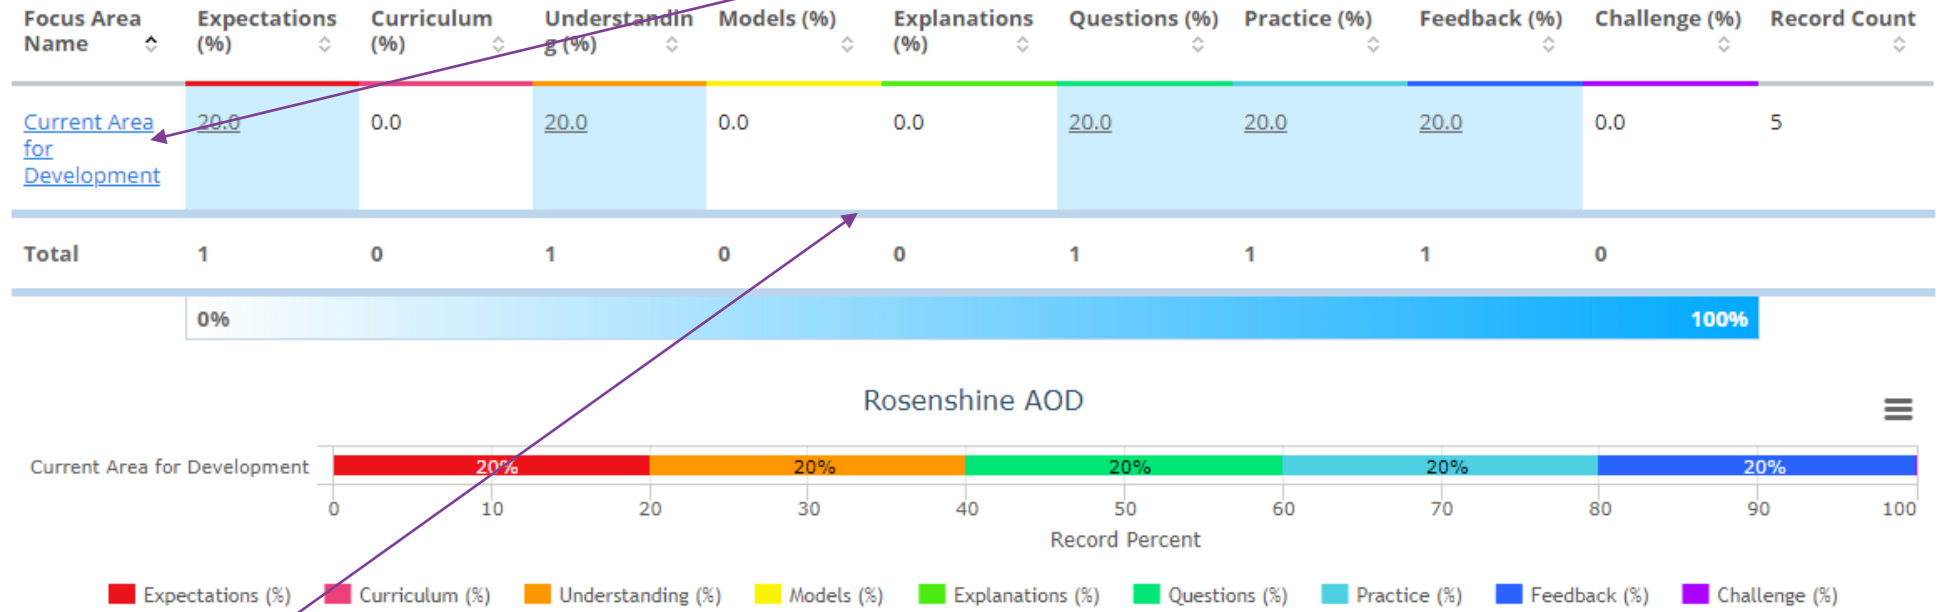 Focus Area Name Expectations (%) Curriculum (%) Understanding (%) Models (%) Explanations (%) Questions (%) Practice (%) Feedback (%) Challenge (%) Record Count
Current Area for Development 20.0 0.0 20.0 0.0 0.0 20.0 20.0 20.0 0.0 5
Total 1 0 1 0 0 1 1 1 0
0% 100%
Rosenshine AOD
Current Area for Development 20% 20% 20% 20% 20%
0 10 20 30 40 50 60 70 80 90 100
Record Percent
Expectations (%) Curriculum (%) Understanding (%) Models (%) Explanations (%) Questions (%) Practice (%) Feedback (%) Challenge (%)